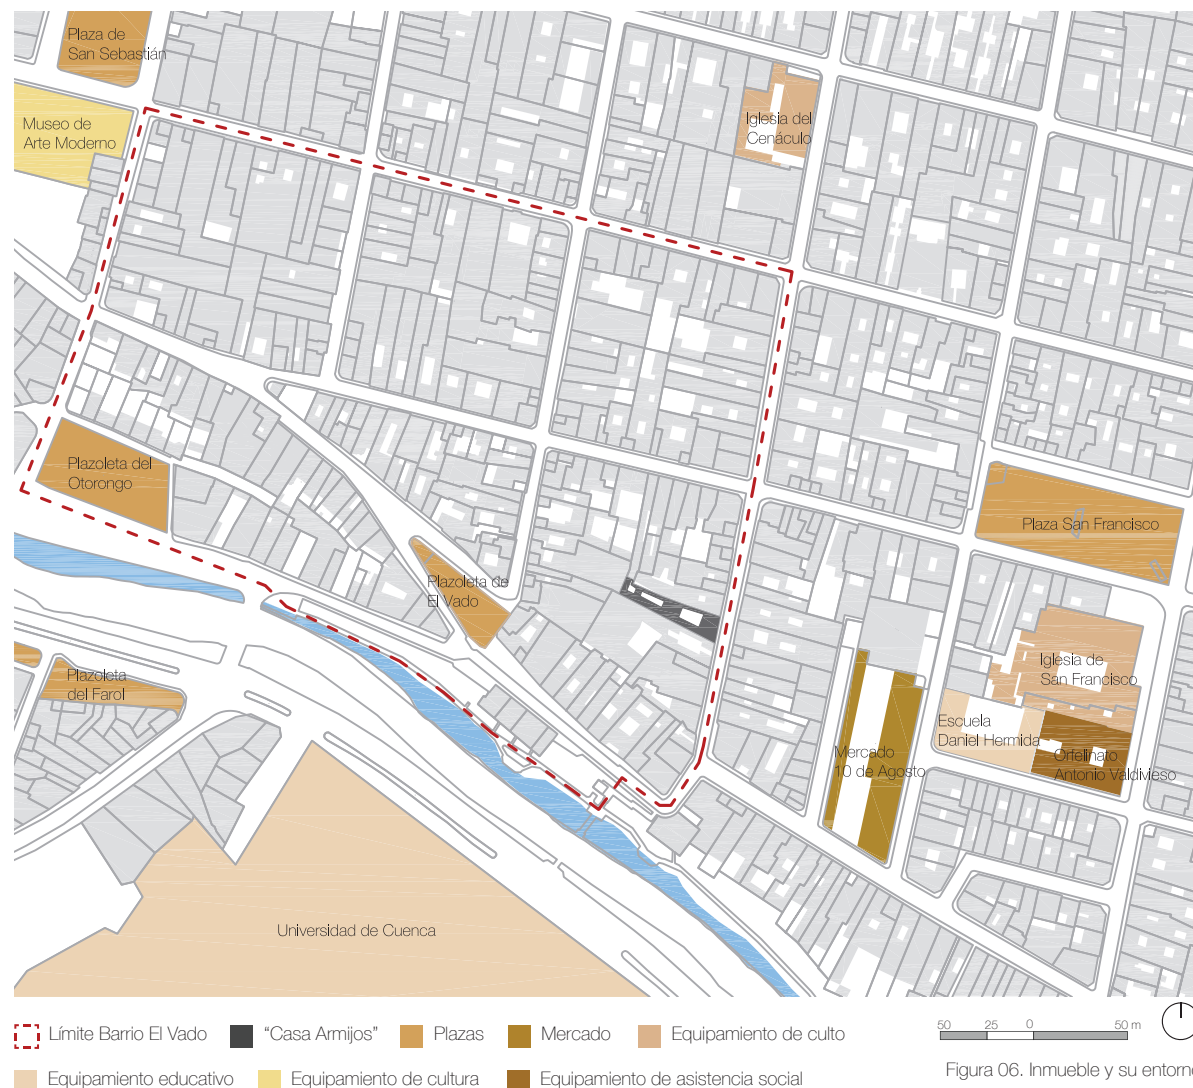 Plaza de
San Sebastián
Museo de
Arte Moderno
Iglesia del
Cenáculo
Plazoleta del
Otorongo
Plaza San Francisco
Plazoleta de
El Vado
Iglesia de
San Francisco
Plazoleta
del Farol
Escuela
Daniel Hermida
Mercado
10 de Agosto
Orfelinato
Antonio Valdivieso
Universidad de Cuenca
Límite Barrio El Vado
"Casa Armijos"
Plazas
Mercado
Equipamiento de culto
50 25 0 50 m
Equipamiento educativo
Equipamiento de cultura
Equipamiento de asistencia social
Figura 06. Inmueble y su entorno